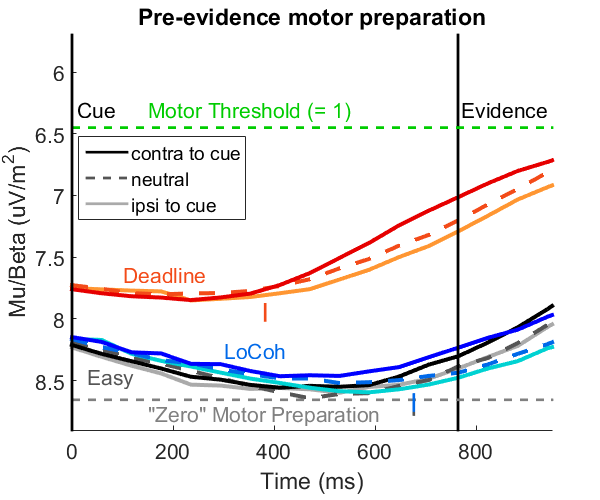 Pre-evidence motor preparation
Mu/Beta (uV/m²)
6
6.5
7
7.5
8
8.5
Cue
Motor Threshold (= 1)
Evidence
contra to cue
neutral
ipsi to cue
Deadline
LoCoh
Easy
"Zero" Motor Preparation
0
200
400
600
800
Time (ms)